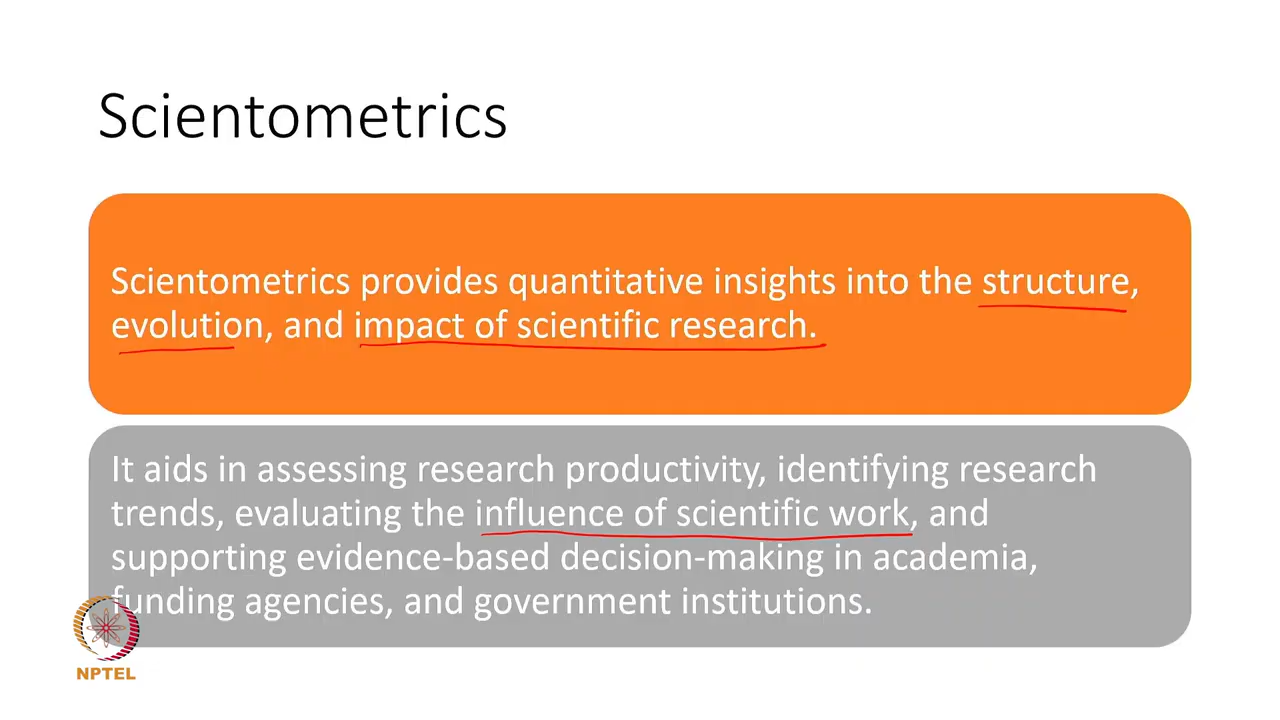 Scientometrics
Scientometrics provides quantitative insights into the structure,
evolution, and impact of scientific research.
It aids in assessing research productivity, identifying research
trends, evaluating the influence of scientific work, and
supporting evidence-based decision-making in academia,
funding agencies, and government institutions.
NPTEL